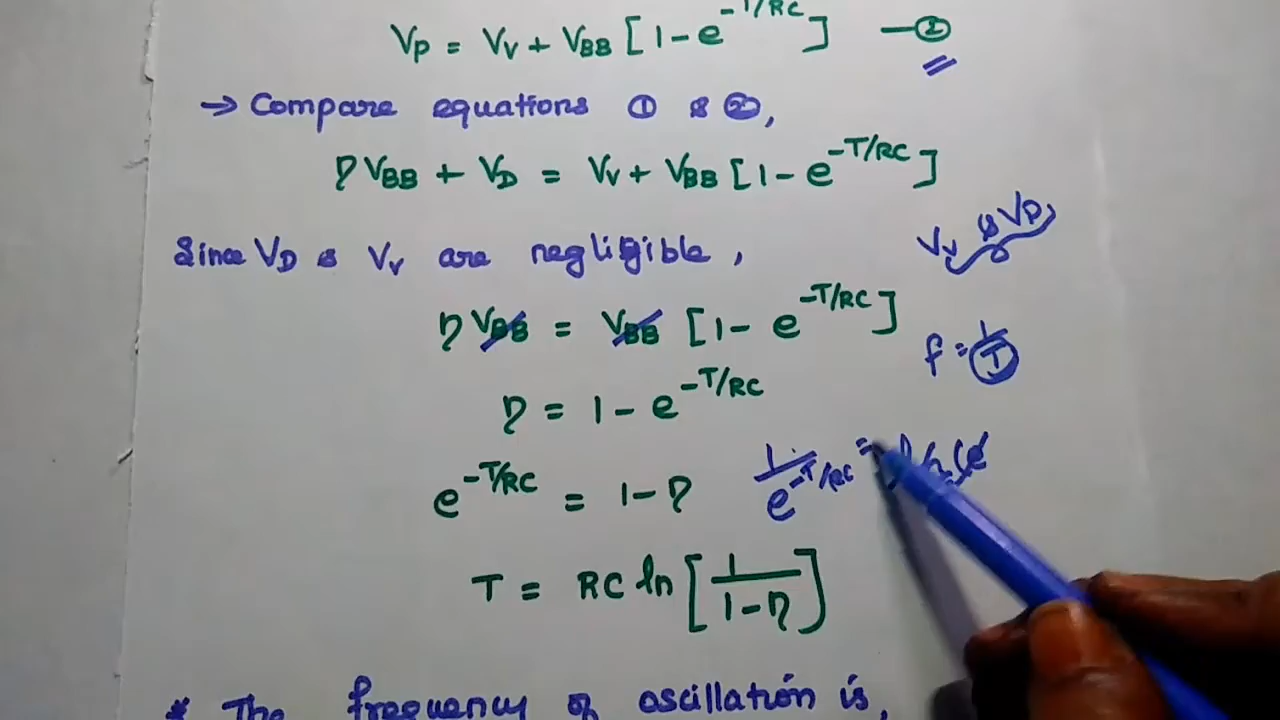 Vp = Vv + VBB [1 - e^-T/RC] — ②
→ Compare equations ① & ②,
ηVBB + VD = Vv + VBB [1 - e^-T/RC]
Vv & VD
Since VD & Vv are negligible,
η VBB = VBB [1 - e^-T/RC]
f = 1/T
η = 1 - e^-T/RC
e^-T/RC = 1 - η
1/e^-T/RC =
T = RC ln [1/1-η]
* The frequency of oscillation is,